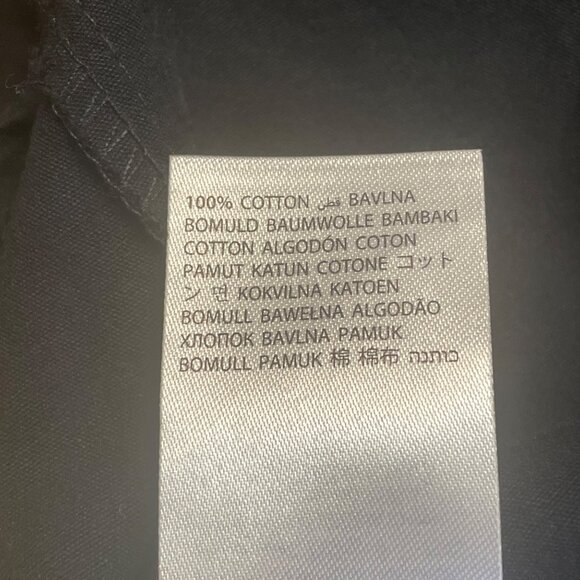 100% COTTON قطن BAVLNA
BOMULD BAUMWOLLE BAMBAKI
COTTON ALGODÓN COTON
PAMUT KATUN COTONE コット
ン 면 KOKVILNA KATOEN
BOMULL BAWEŁNA ALGODÃO
ХЛОПОК BAVLNA PAMUK
BOMULL PAMUK 棉 棉布 כותנה